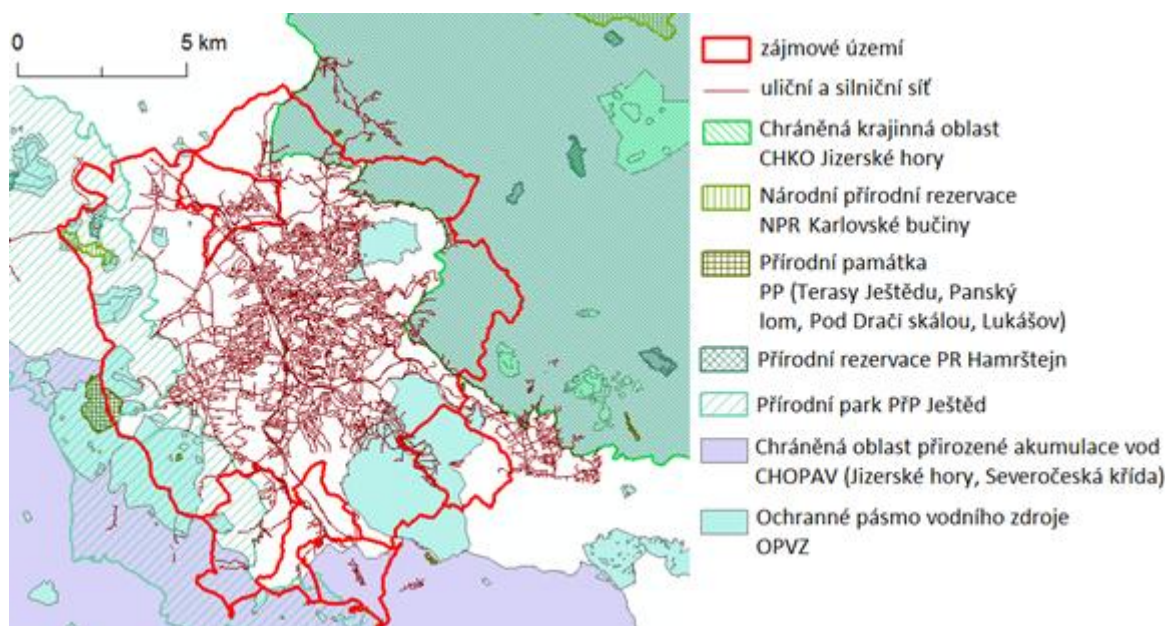 0 5 km
zájmové území
uliční a silniční síť
Chráněná krajinná oblast
CHKO Jizerské hory
Národní přírodní rezervace
NPR Karlovské bučiny
Přírodní památka
PP (Terasy Ještědu, Panský
lom, Pod Dračí skálou, Lukášov)
Přírodní rezervace PR Hamrštejn
Přírodní park PřP Ještěd
Chráněná oblast přirozené akumulace vod
CHOPAV (Jizerské hory, Severočeská křída)
Ochranné pásmo vodního zdroje
OPVZ